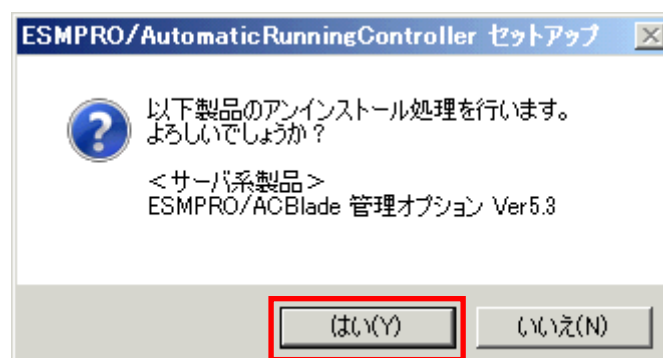 ESMPRO/AutomaticRunningController セットアップ
以下製品のアンインストール処理を行います。
よろしいでしょうか？
＜サーバ系製品＞
ESMPRO/ACBlade 管理オプション Ver5.3
はい(Y)
いいえ(N)